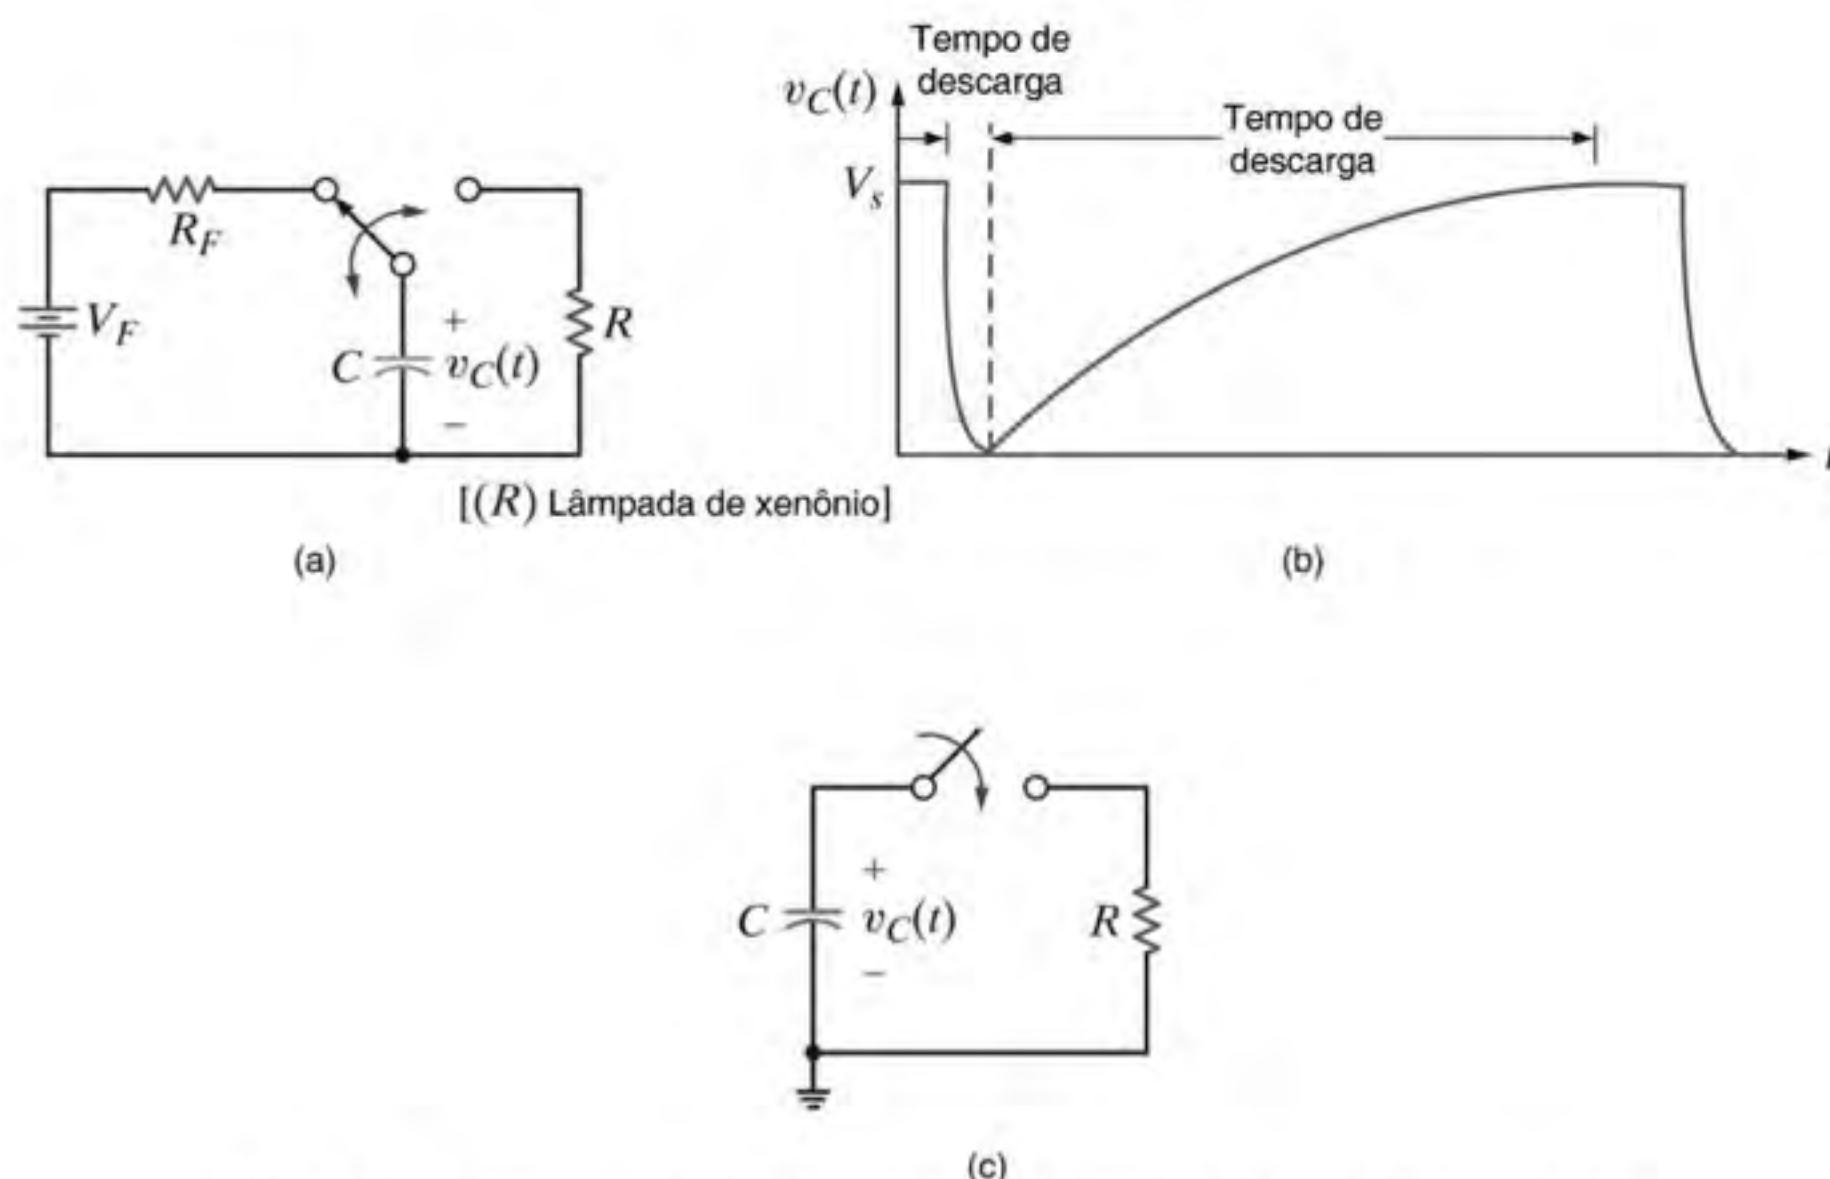 Tempo de
descarga
v_C(t)
Tempo de
descarga
V_s
R_F
V_F
+
C
v_C(t)
−
R
t
[(R) Lâmpada de xenônio]
(a)
(b)
+
C
v_C(t)
−
R
(c)